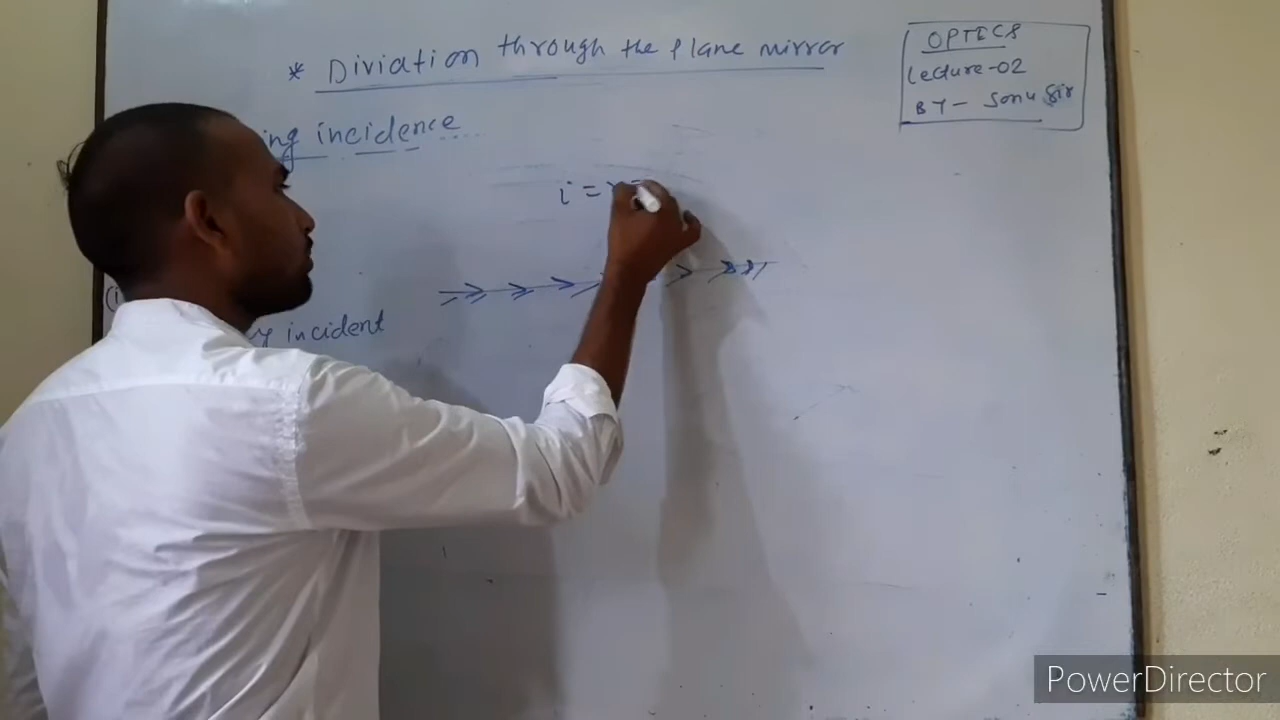 * Diviation through the plane mirror
OPTICS
Lecture-02
BY - Sonu Sir
ing incidence
i = r =
(i
y incident
PowerDirector